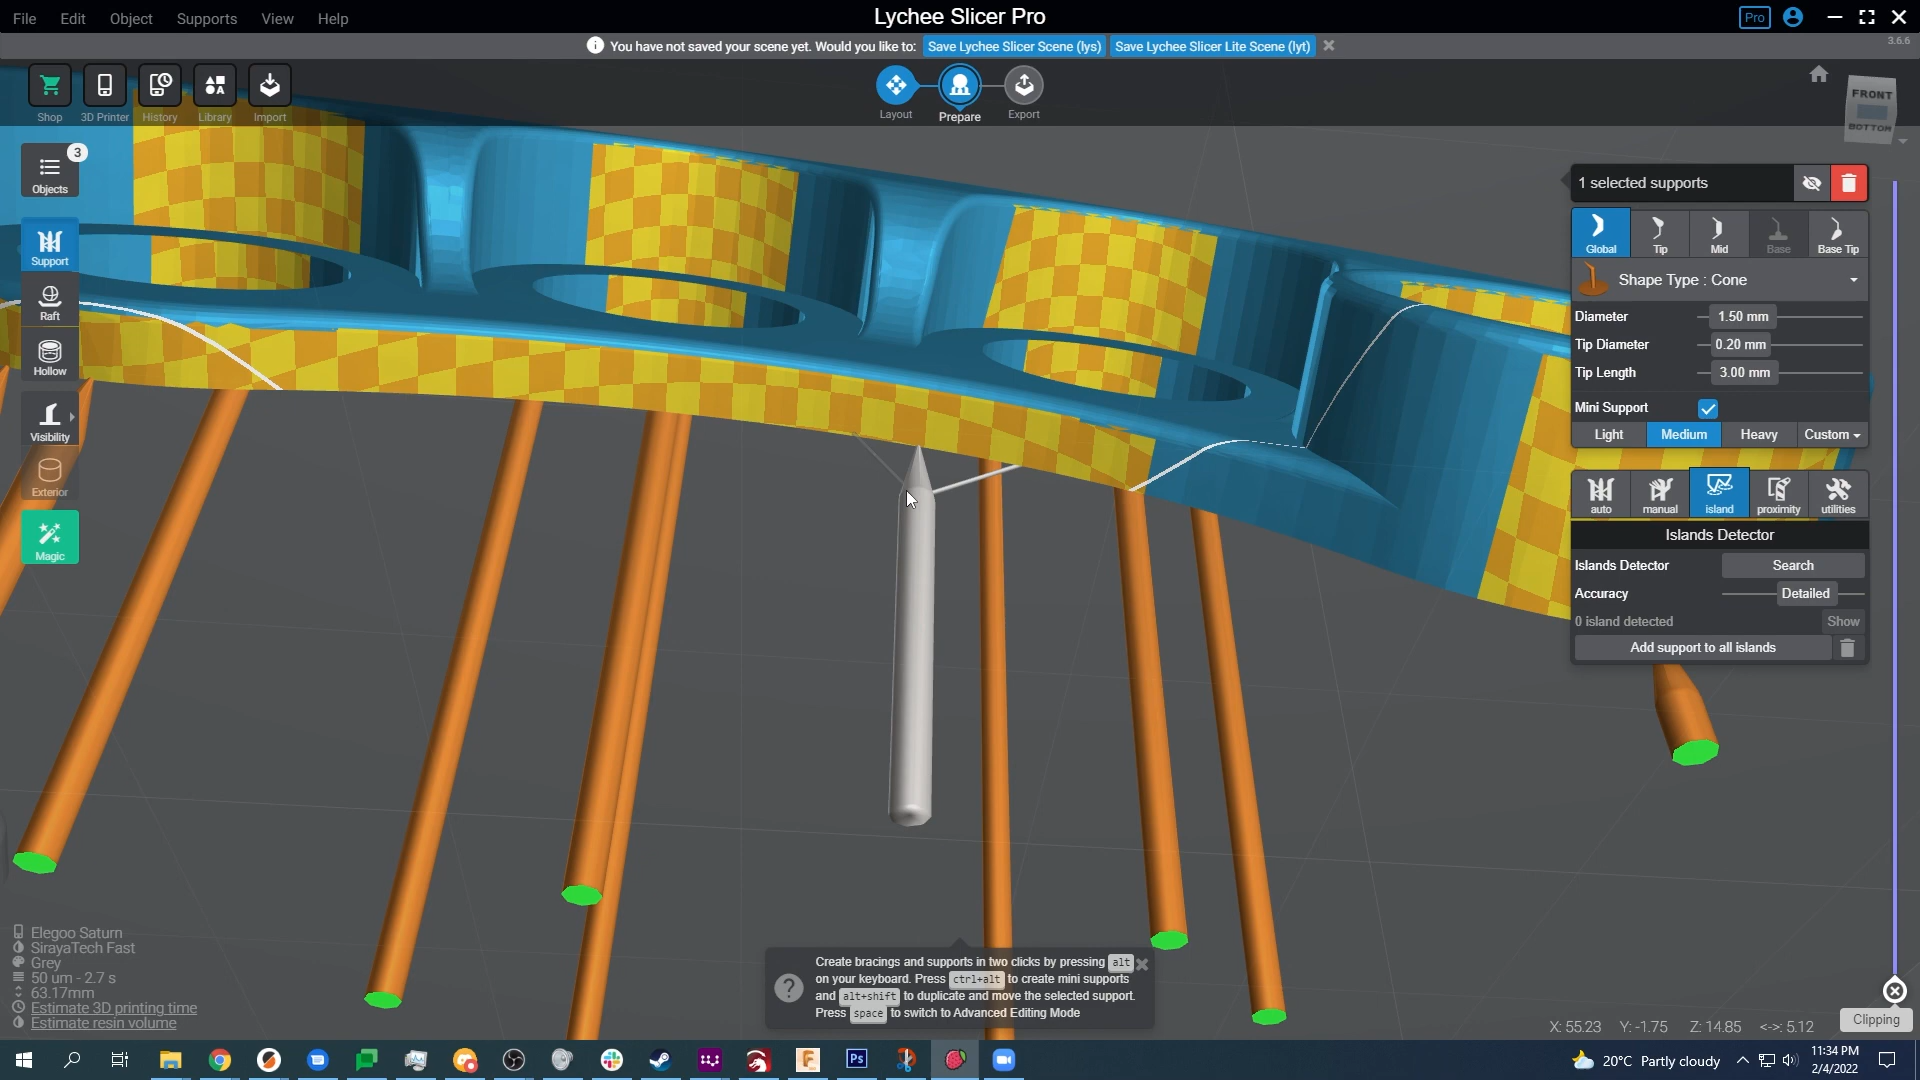 File Edit Object Supports View Help
Lychee Slicer Pro
Pro
You have not saved your scene yet. Would you like to: Save Lychee Slicer Scene (lys) Save Lychee Slicer Lite Scene (lyt)
3.6.6
Shop 3D Printer History Library Import
Layout Prepare Export
FRONT
BOTTOM
3
Objects
Support
Raft
Hollow
Visibility
Exterior
Magic
1 selected supports
Global Tip Mid Base Base Tip
Shape Type : Cone
Diameter 1.50 mm
Tip Diameter 0.20 mm
Tip Length 3.00 mm
Mini Support
Light Medium Heavy Custom
auto manual island proximity utilities
Islands Detector
Islands Detector Search
Accuracy Detailed
0 island detected Show
Add support to all islands
Elegoo Saturn
SirayaTech Fast
Grey
50 um - 2.7 s
63.17mm
Estimate 3D printing time
Estimate resin volume
Create bracings and supports in two clicks by pressing alt
on your keyboard. Press ctrl+alt to create mini supports
and alt+shift to duplicate and move the selected support.
Press space to switch to Advanced Editing Mode
X: 55.23 Y: -1.75 Z: 14.85 <->: 5.12
Clipping
Ps
20°C Partly cloudy
11:34 PM
2/4/2022